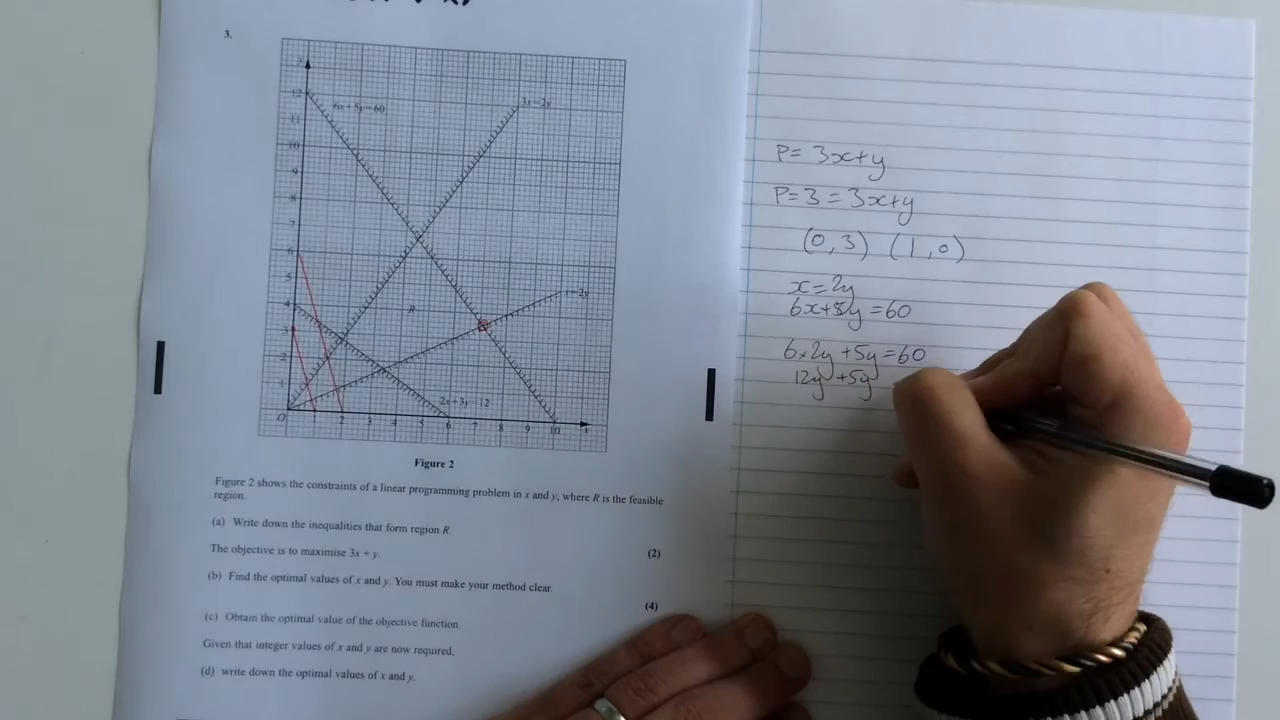 3.
y
12
6x + 5y = 60
3x = 2y
11
10
9
8
7
6
5
R
x = 2y
4
3
2
1
2x + 3y = 12
O
1 2 3 4 5 6 7 8 9 10 x
Figure 2
Figure 2 shows the constraints of a linear programming problem in x and y, where R is the feasible
region.
(a) Write down the inequalities that form region R.
(2)
The objective is to maximise 3x + y.
(b) Find the optimal values of x and y. You must make your method clear.
(4)
(c) Obtain the optimal value of the objective function.
Given that integer values of x and y are now required,
(d) write down the optimal values of x and y.
P = 3x+y
P=3 = 3x+y
(0,3) (1,0)
x=2y
6x+5y =60
6×2y +5y=60
12y +5y